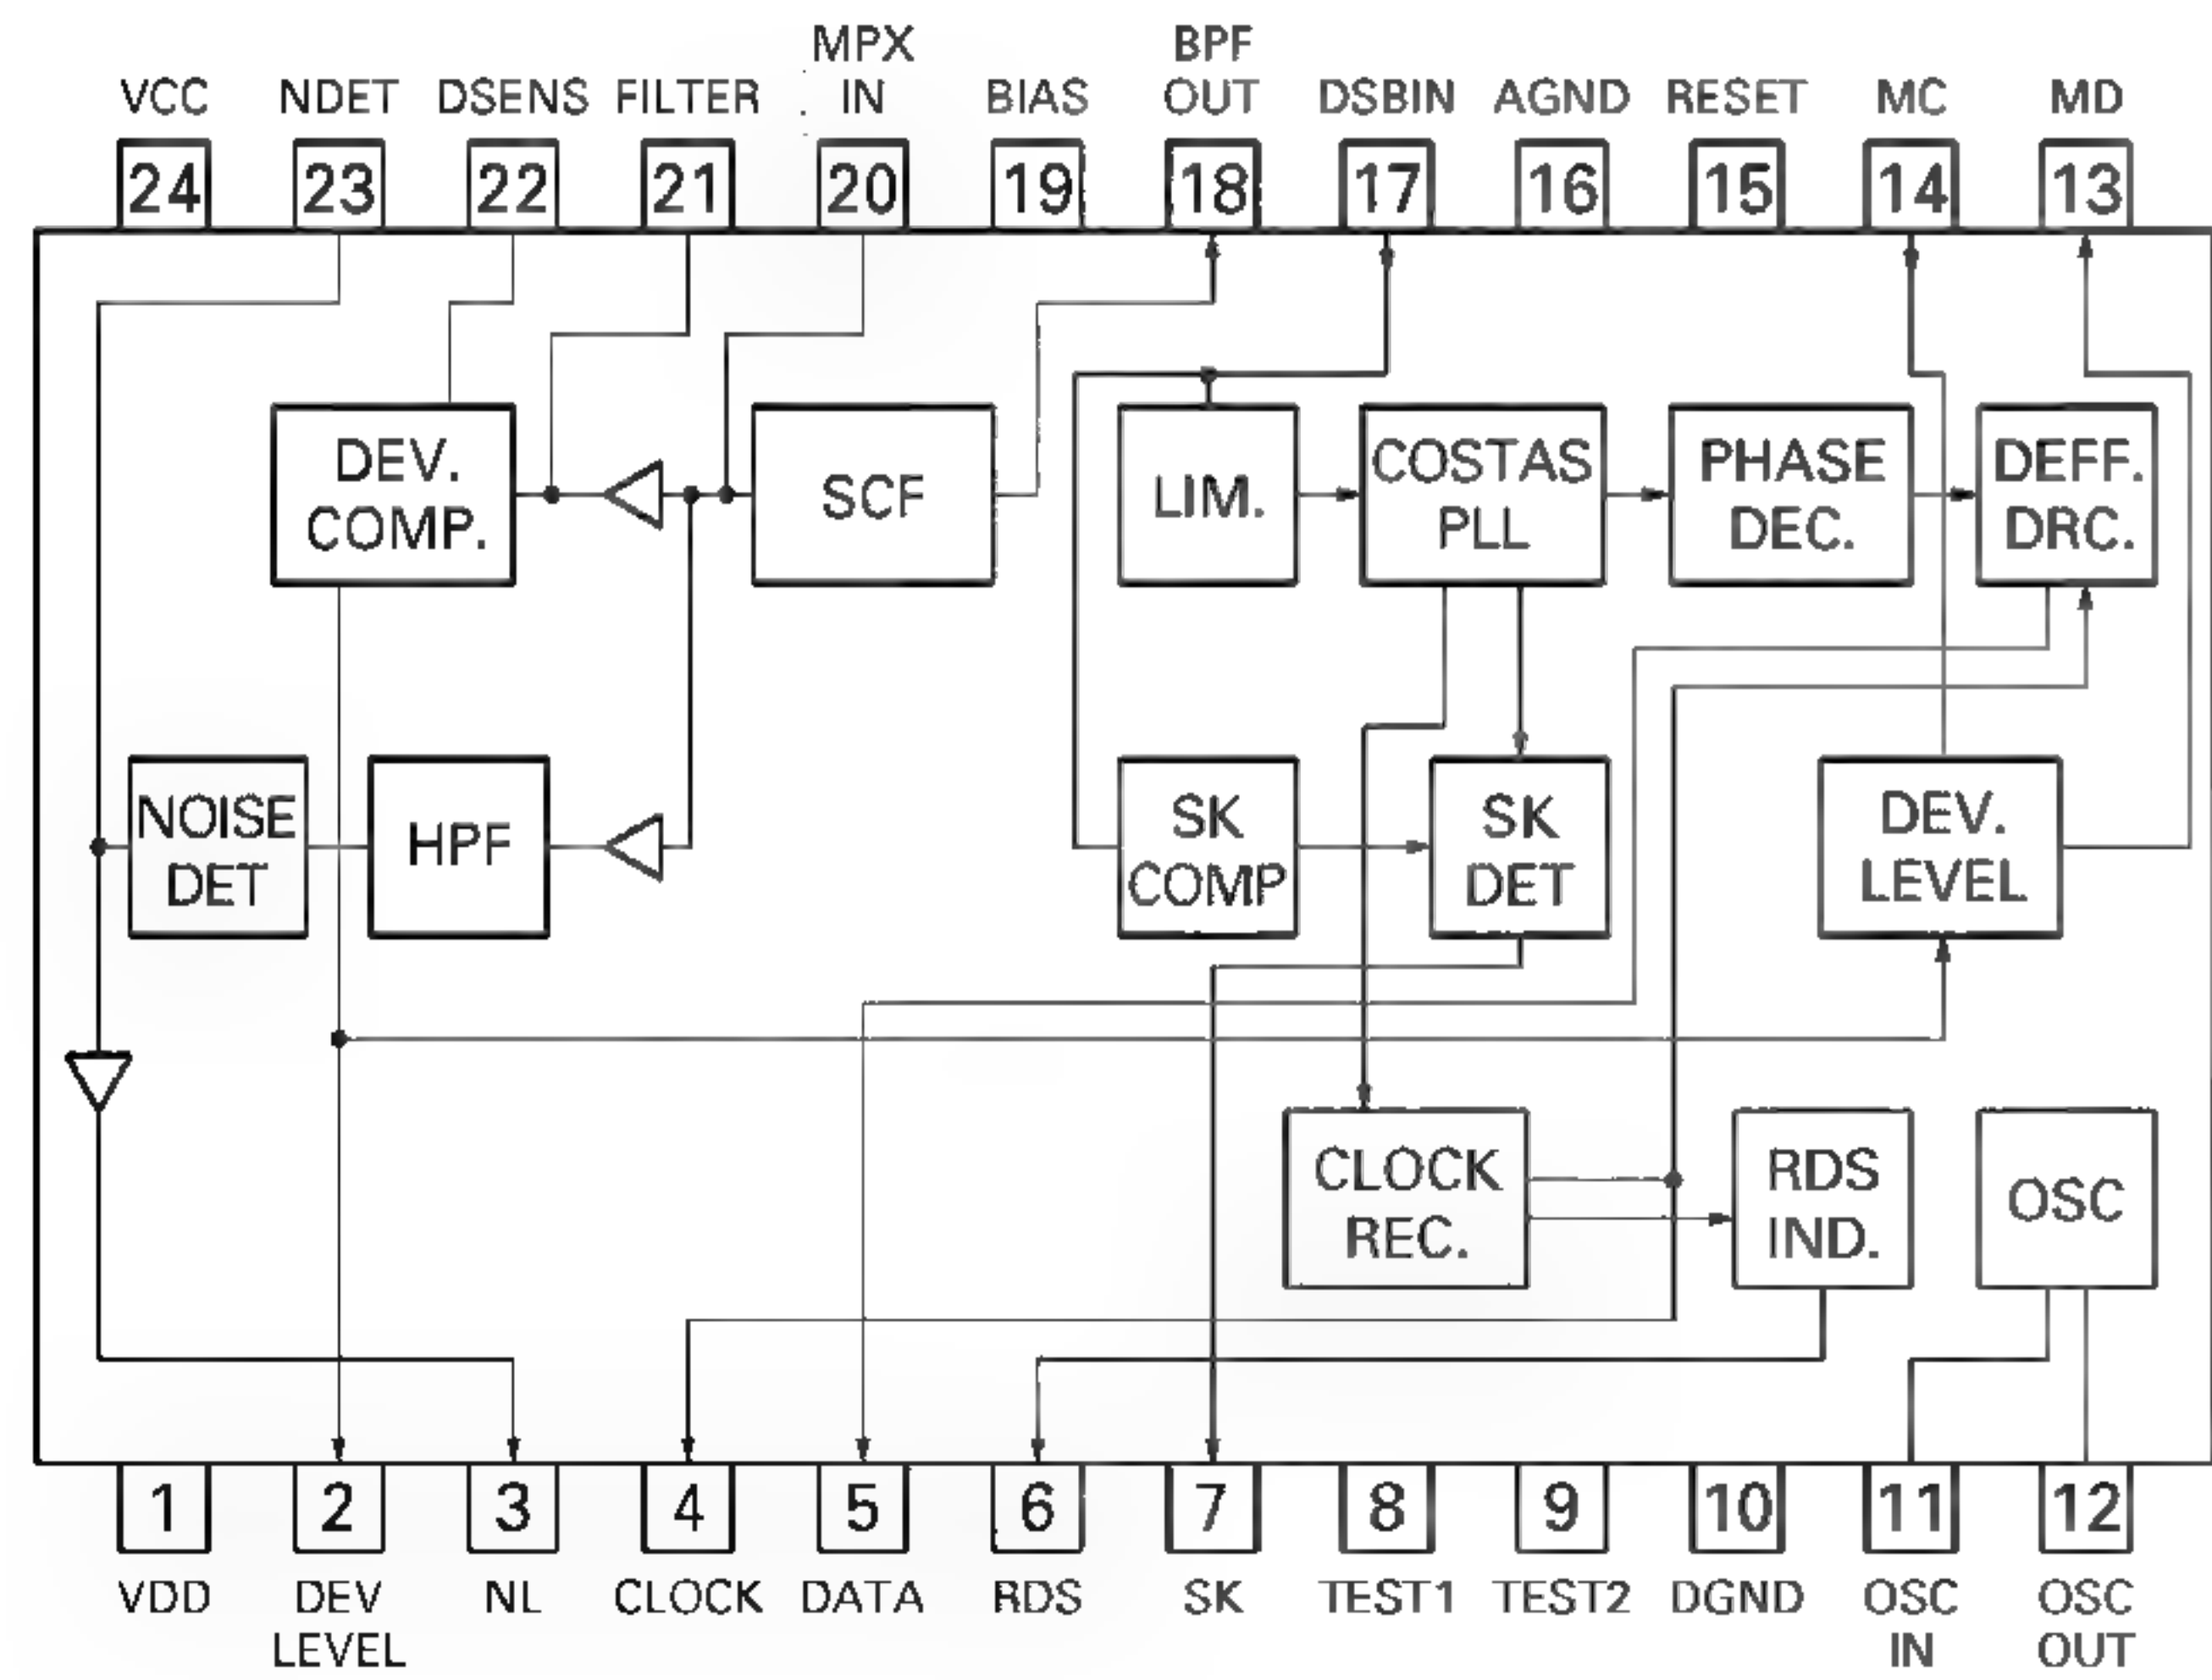 MPX BPF
VCC NDET DSENS FILTER IN BIAS OUT DSBIN AGND RESET MC MD
24 23 22 21 20 19 18 17 16 15 14 13
DEV. COSTAS PHASE DEFF.
SCF LIM.
COMP. PLL DEC. DRC.
NOISE SK SK DEV.
HPF
DET COMP DET LEVEL
CLOCK RDS
OSC
REC. IND.
1 2 3 4 5 6 7 8 9 10 11 12
VDD DEV NL CLOCK DATA RDS SK TEST1 TEST2 DGND OSC OSC
LEVEL IN OUT